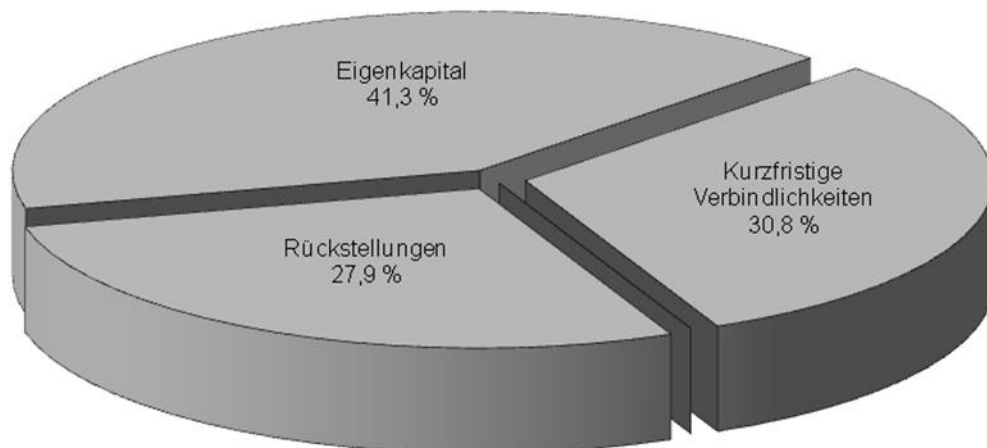 Eigenkapital
41,3 %
Kurzfristige
Verbindlichkeiten
30,8 %
Rückstellungen
27,9 %